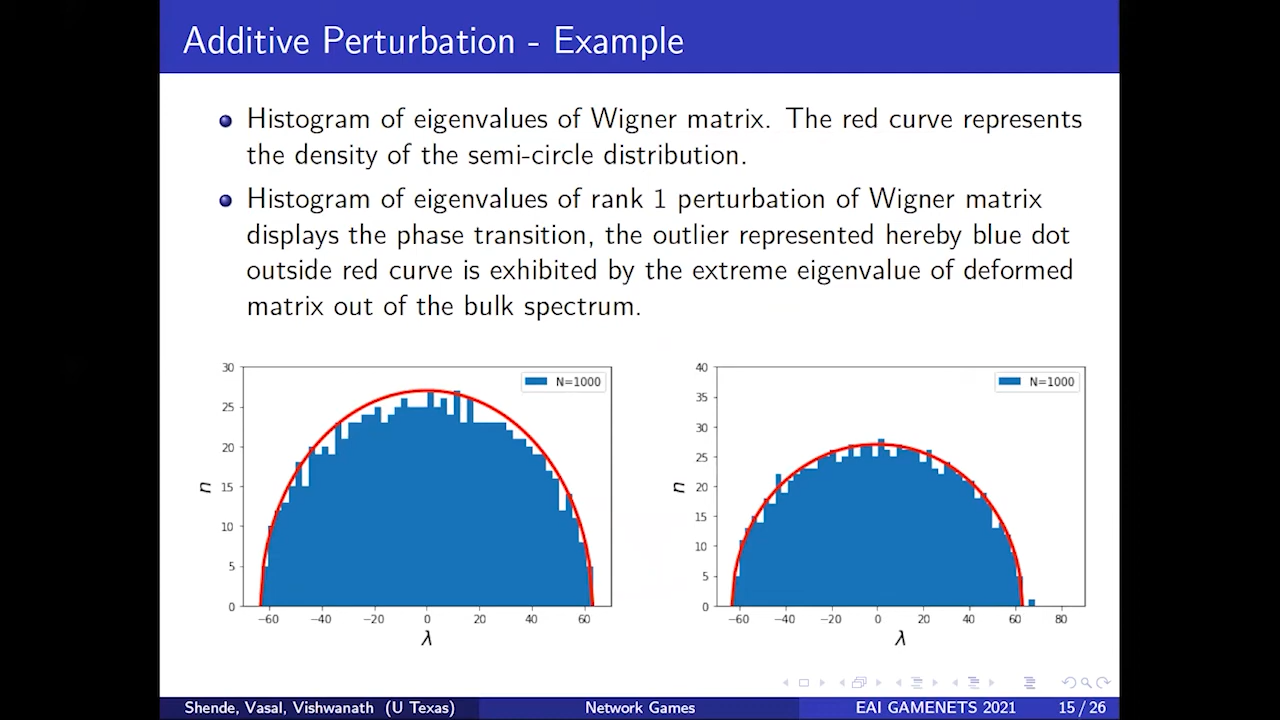 Additive Perturbation - Example
Histogram of eigenvalues of Wigner matrix. The red curve represents
the density of the semi-circle distribution.
Histogram of eigenvalues of rank 1 perturbation of Wigner matrix
displays the phase transition, the outlier represented hereby blue dot
outside red curve is exhibited by the extreme eigenvalue of deformed
matrix out of the bulk spectrum.
30
25
20
15
10
5
0
n
N=1000
−60 −40 −20 0 20 40 60
λ
40
35
30
25
20
15
10
5
0
n
N=1000
−60 −40 −20 0 20 40 60 80
λ
Shende, Vasal, Vishwanath (U Texas) Network Games EAI GAMENETS 2021 15 / 26